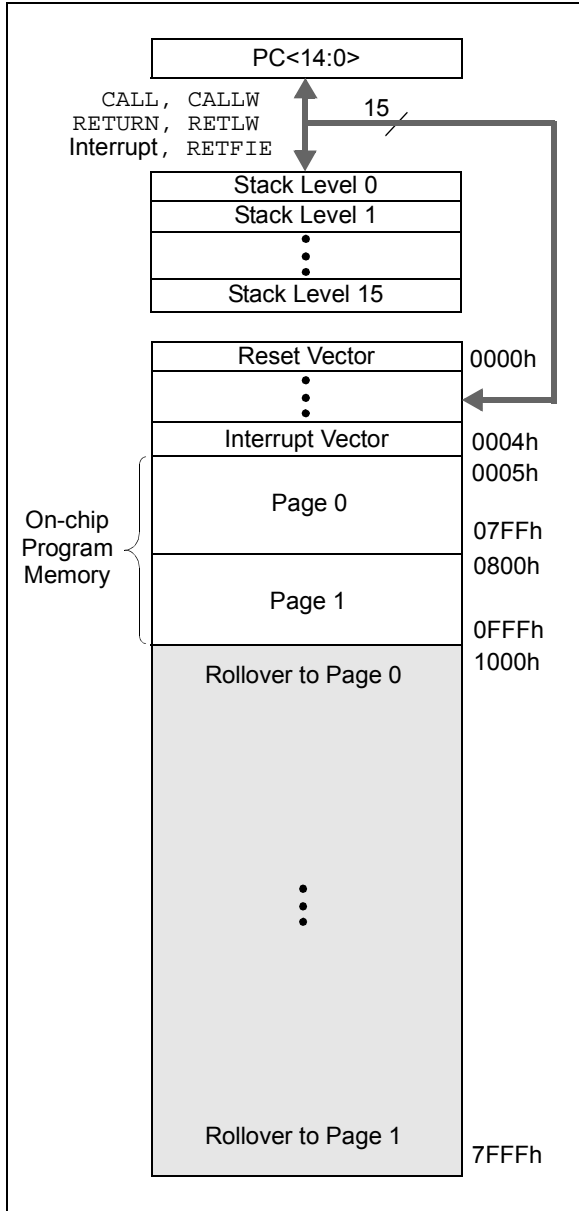 PC<14:0>
CALL, CALLW
RETURN, RETLW
Interrupt, RETFIE
15
Stack Level 0
Stack Level 1
Stack Level 15
Reset Vector
0000h
Interrupt Vector
0004h
0005h
On-chip
Program
Memory
Page 0
07FFh
0800h
Page 1
0FFFh
1000h
Rollover to Page 0
Rollover to Page 1
7FFFh